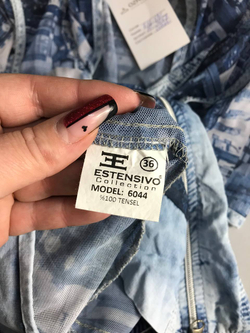 36
ESTENSIVO
Collection
MODEL: 6044
%100 TENSEL